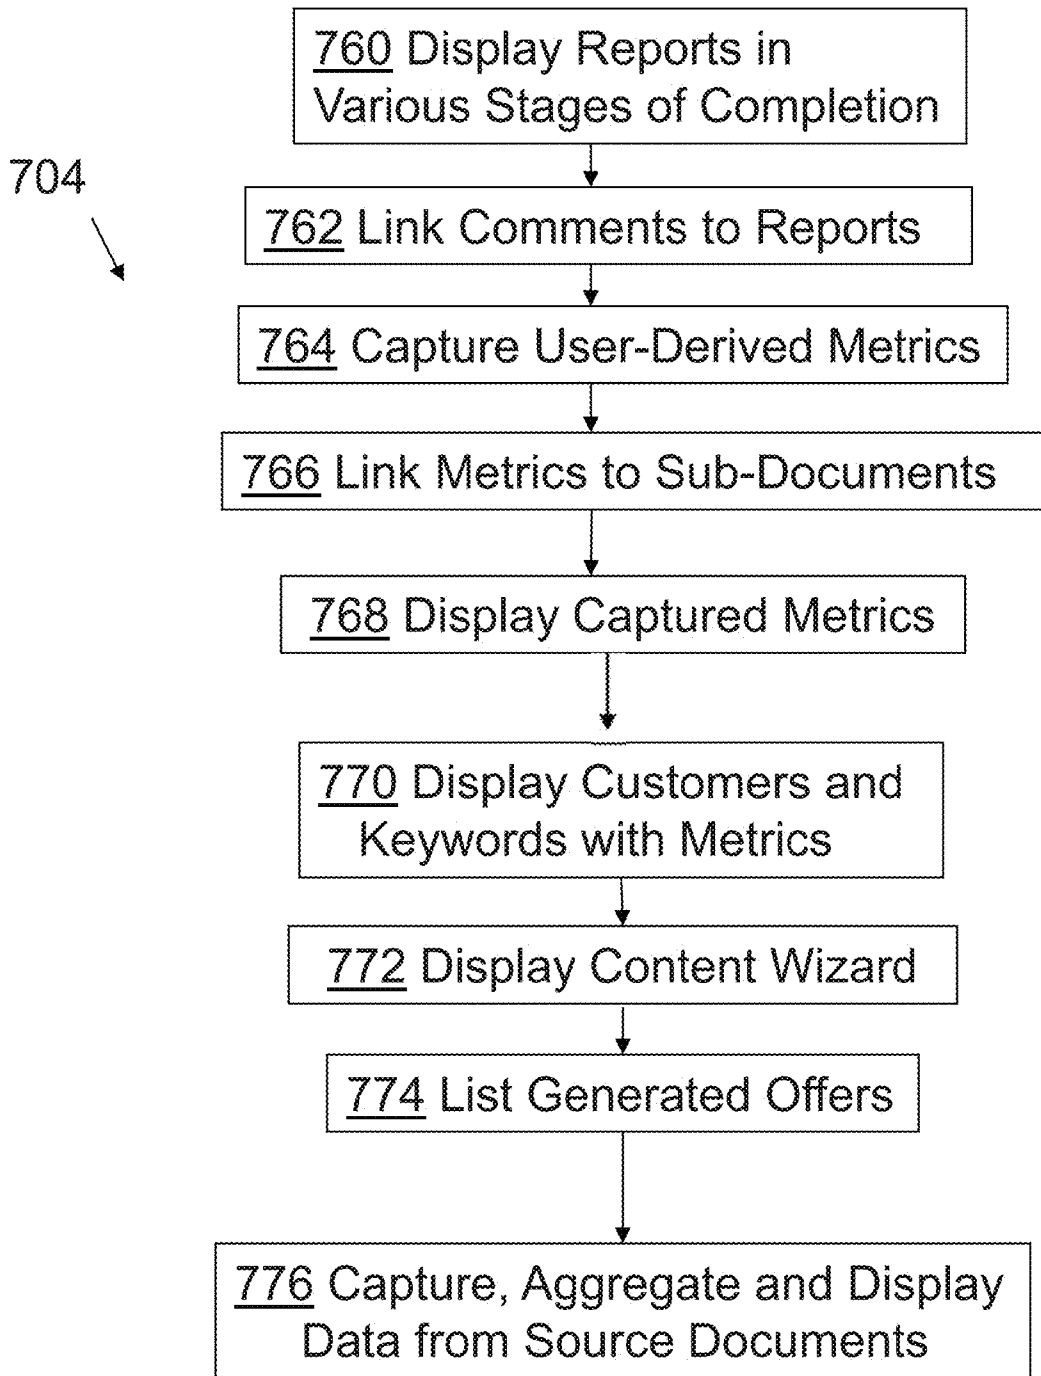 760 Display Reports in
Various Stages of Completion
704
762 Link Comments to Reports
764 Capture User-Derived Metrics
766 Link Metrics to Sub-Documents
768 Display Captured Metrics
770 Display Customers and
Keywords with Metrics
772 Display Content Wizard
774 List Generated Offers
776 Capture, Aggregate and Display
Data from Source Documents